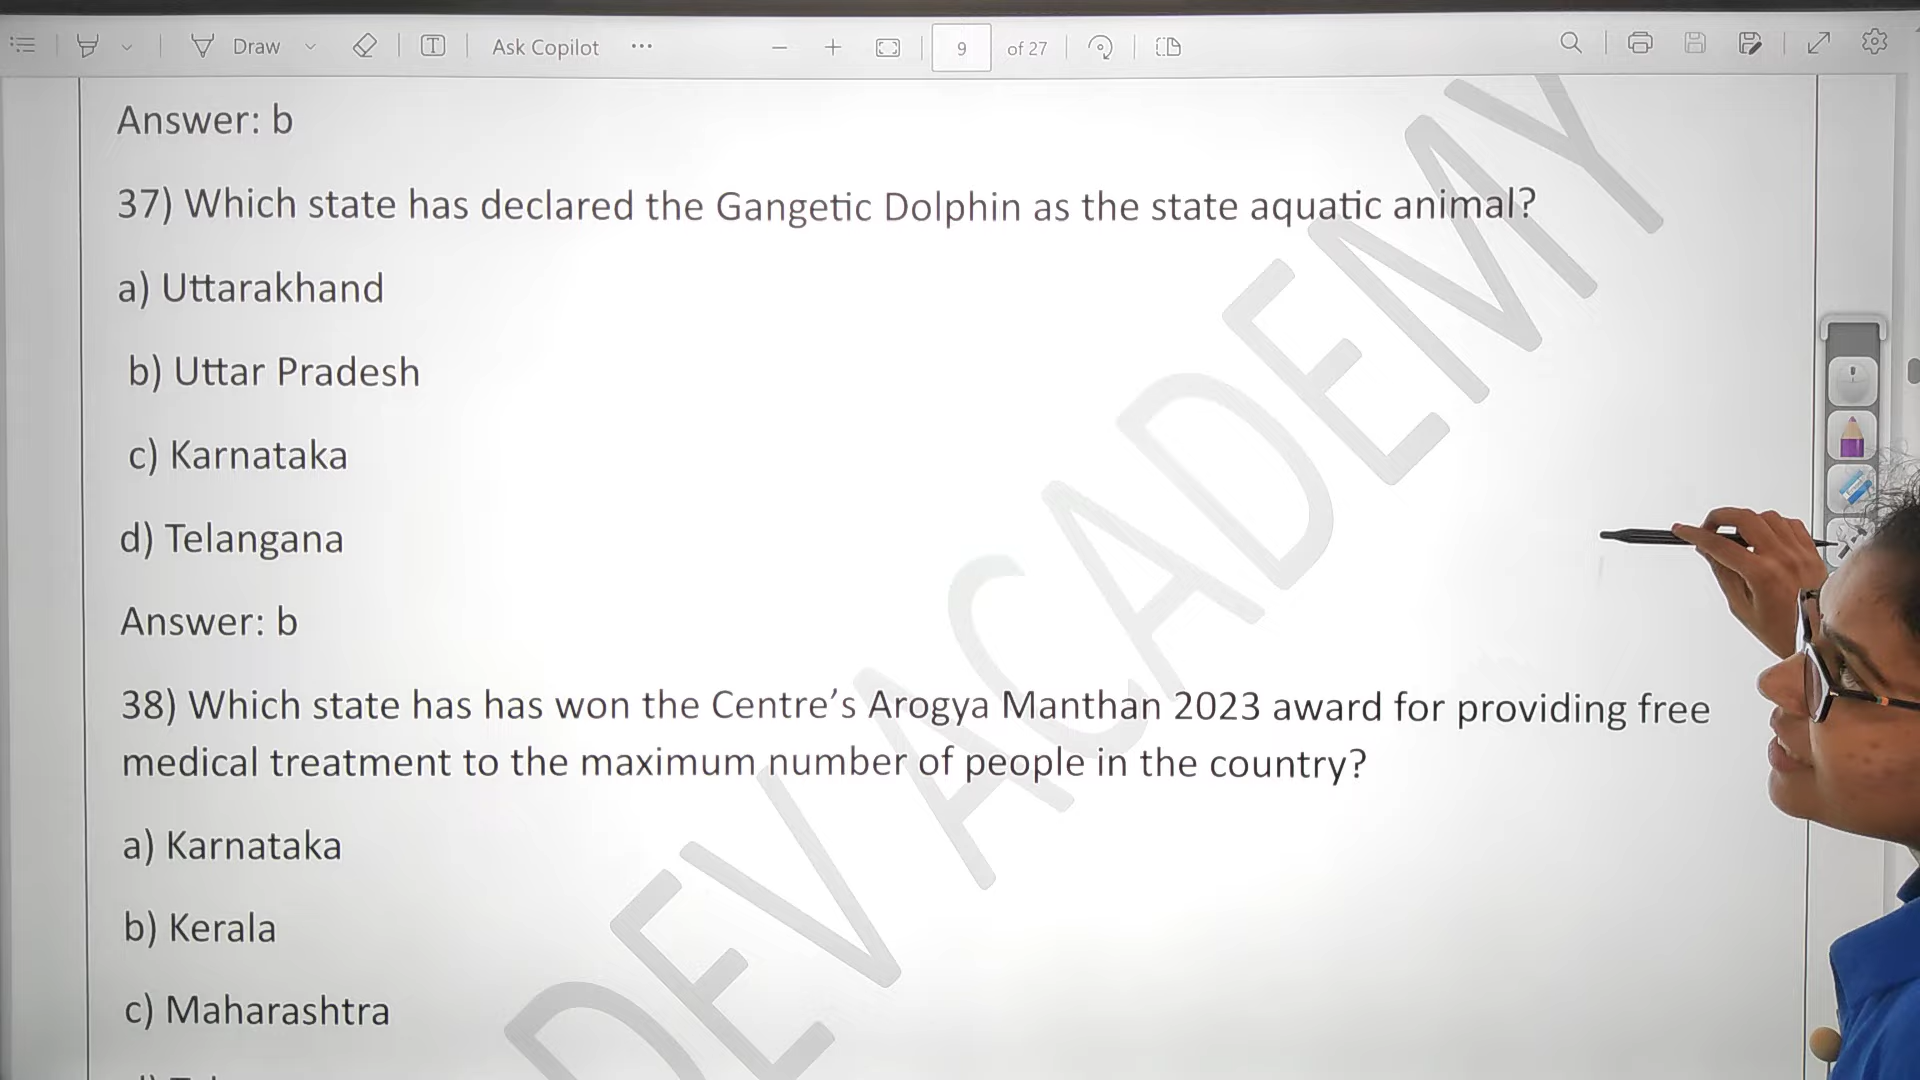 Draw
Ask Copilot
9 of 27
Answer: b
37) Which state has declared the Gangetic Dolphin as the state aquatic animal?
a) Uttarakhand
b) Uttar Pradesh
c) Karnataka
d) Telangana
Answer: b
38) Which state has has won the Centre’s Arogya Manthan 2023 award for providing free
medical treatment to the maximum number of people in the country?
a) Karnataka
b) Kerala
c) Maharashtra
DEV ACADEMY